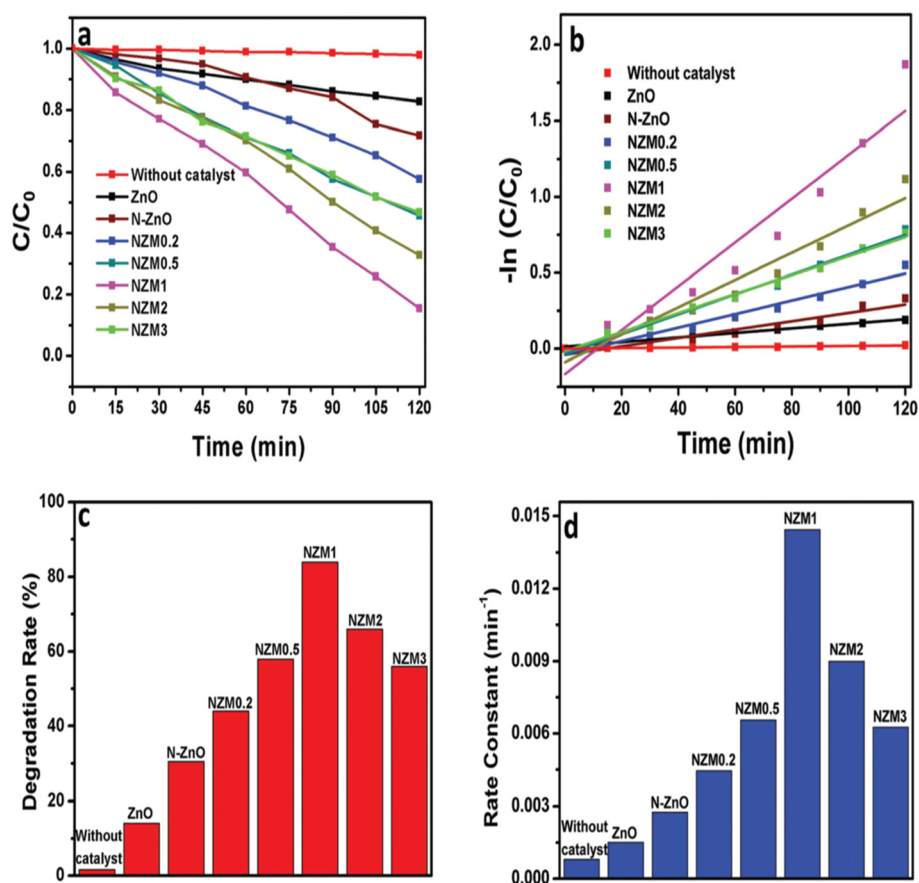 a
C/C0
1.0
0.8
0.6
0.4
0.2
0.0
Without catalyst
ZnO
N-ZnO
NZM0.2
NZM0.5
NZM1
NZM2
NZM3
0 15 30 45 60 75 90 105 120
Time (min)
b
-ln (C/C0)
2.0
1.5
1.0
0.5
0.0
Without catalyst
ZnO
N-ZnO
NZM0.2
NZM0.5
NZM1
NZM2
NZM3
0 20 40 60 80 100 120
Time (min)
c
Degradation Rate (%)
100
80
60
40
20
0
Without
catalyst
ZnO
N-ZnO
NZM0.2
NZM0.5
NZM1
NZM2
NZM3
d
Rate Constant (min-1)
0.015
0.012
0.009
0.006
0.003
0.000
Without
catalyst
ZnO
N-ZnO
NZM0.2
NZM0.5
NZM1
NZM2
NZM3